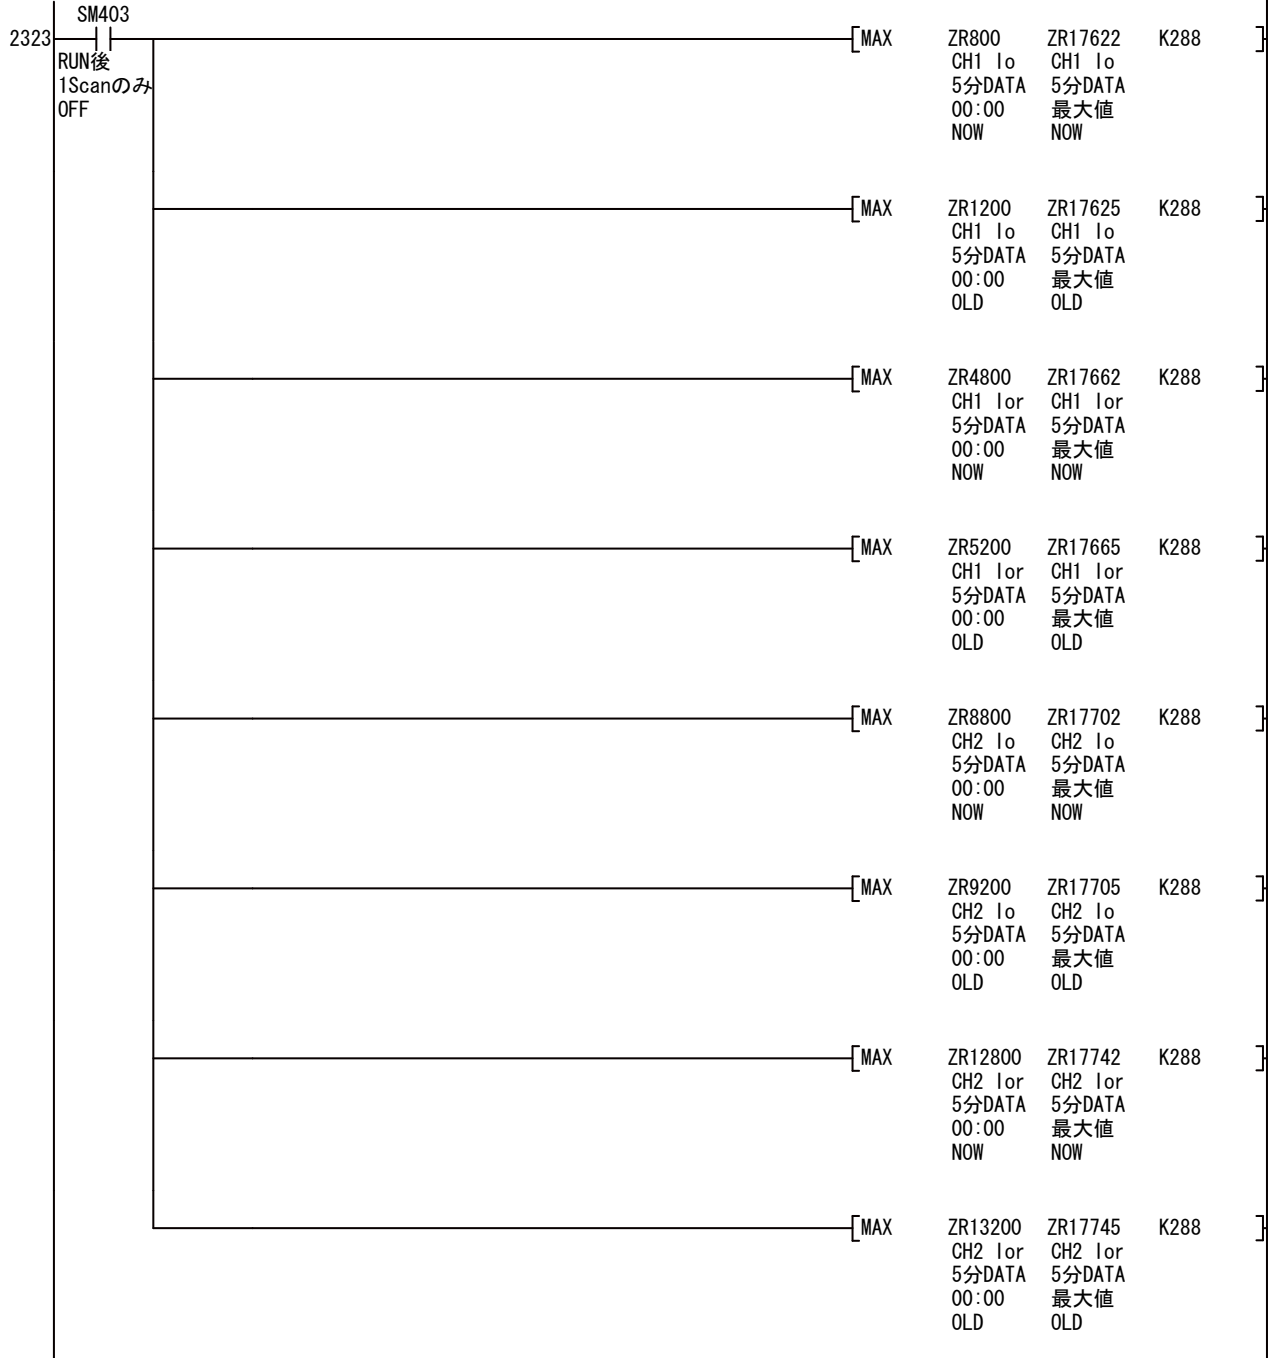 SM403
2323
RUN後
1Scanのみ
OFF
[MAX ZR800 ZR17622 K288 ]
CH1 Io CH1 Io
5分DATA 5分DATA
00:00 最大値
NOW NOW
[MAX ZR1200 ZR17625 K288 ]
CH1 Io CH1 Io
5分DATA 5分DATA
00:00 最大値
OLD OLD
[MAX ZR4800 ZR17662 K288 ]
CH1 Ior CH1 Ior
5分DATA 5分DATA
00:00 最大値
NOW NOW
[MAX ZR5200 ZR17665 K288 ]
CH1 Ior CH1 Ior
5分DATA 5分DATA
00:00 最大値
OLD OLD
[MAX ZR8800 ZR17702 K288 ]
CH2 Io CH2 Io
5分DATA 5分DATA
00:00 最大値
NOW NOW
[MAX ZR9200 ZR17705 K288 ]
CH2 Io CH2 Io
5分DATA 5分DATA
00:00 最大値
OLD OLD
[MAX ZR12800 ZR17742 K288 ]
CH2 Ior CH2 Ior
5分DATA 5分DATA
00:00 最大値
NOW NOW
[MAX ZR13200 ZR17745 K288 ]
CH2 Ior CH2 Ior
5分DATA 5分DATA
00:00 最大値
OLD OLD